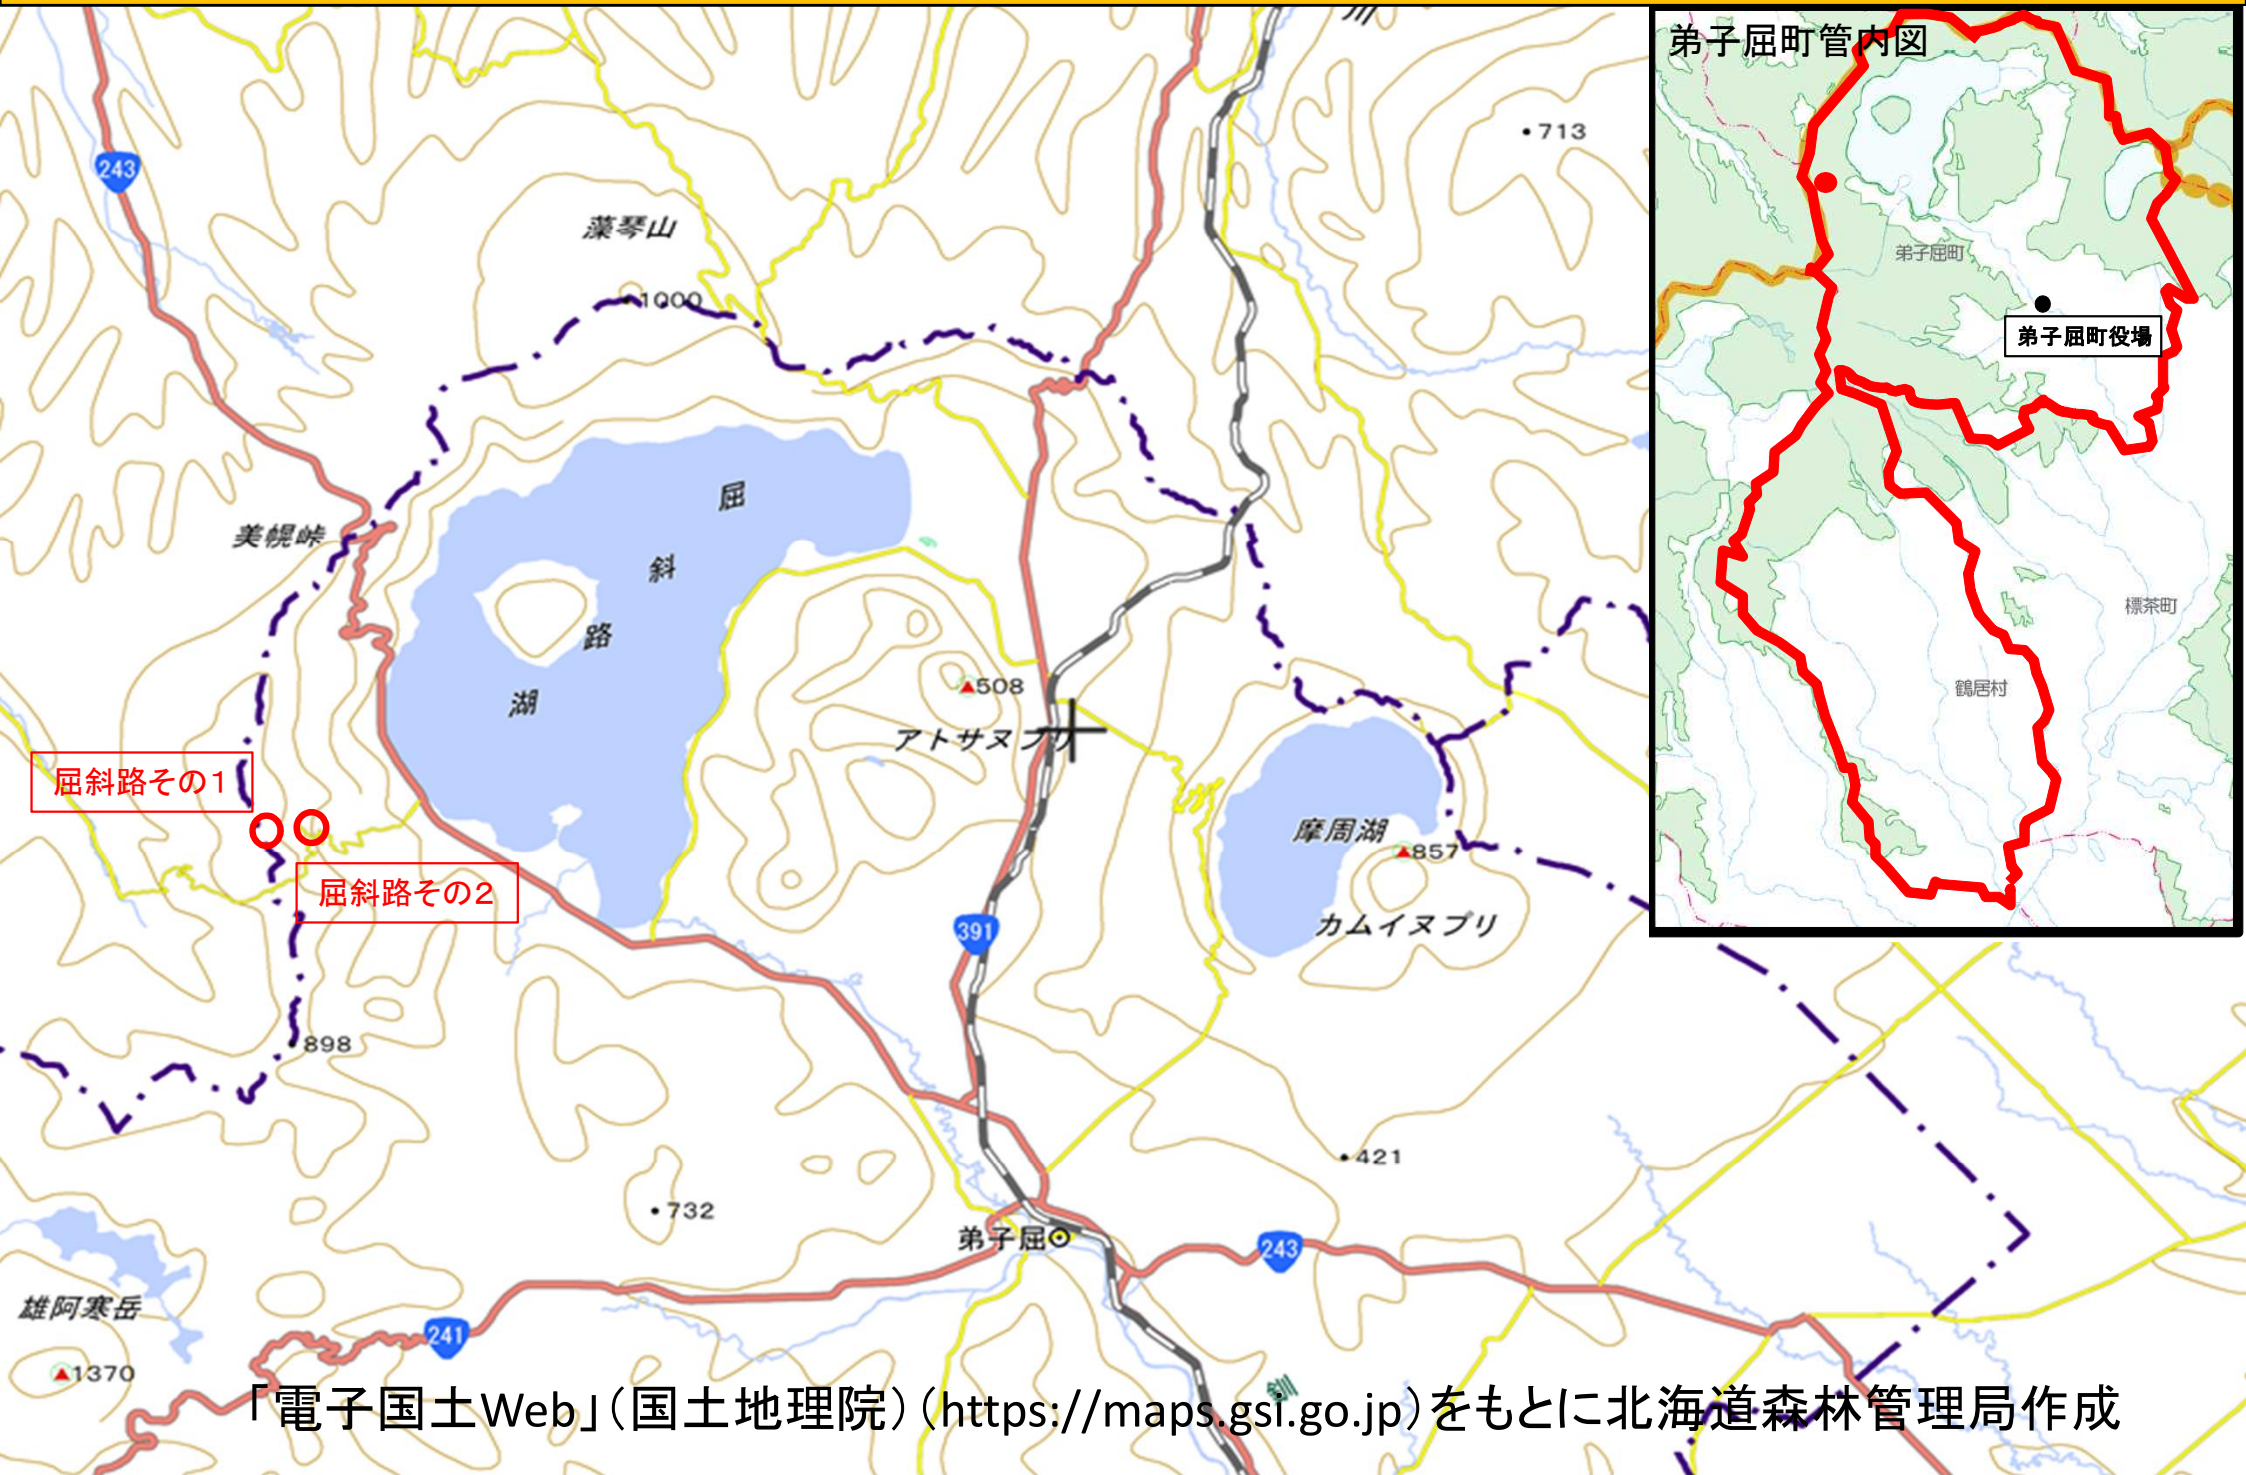 弟子屈町管内図
川
713
243
藻琴山
1000
弟子屈町
弟子屈町役場
屈
斜
路
湖
美幌峠
標茶町
508
アトサヌプリ
鶴居村
屈斜路その1
屈斜路その2
摩周湖
857
カムイヌプリ
391
898
421
732
弟子屈
243
雄阿寒岳
1370
241
釧
「電子国土Web」(国土地理院)(https://maps.gsi.go.jp)をもとに北海道森林管理局作成